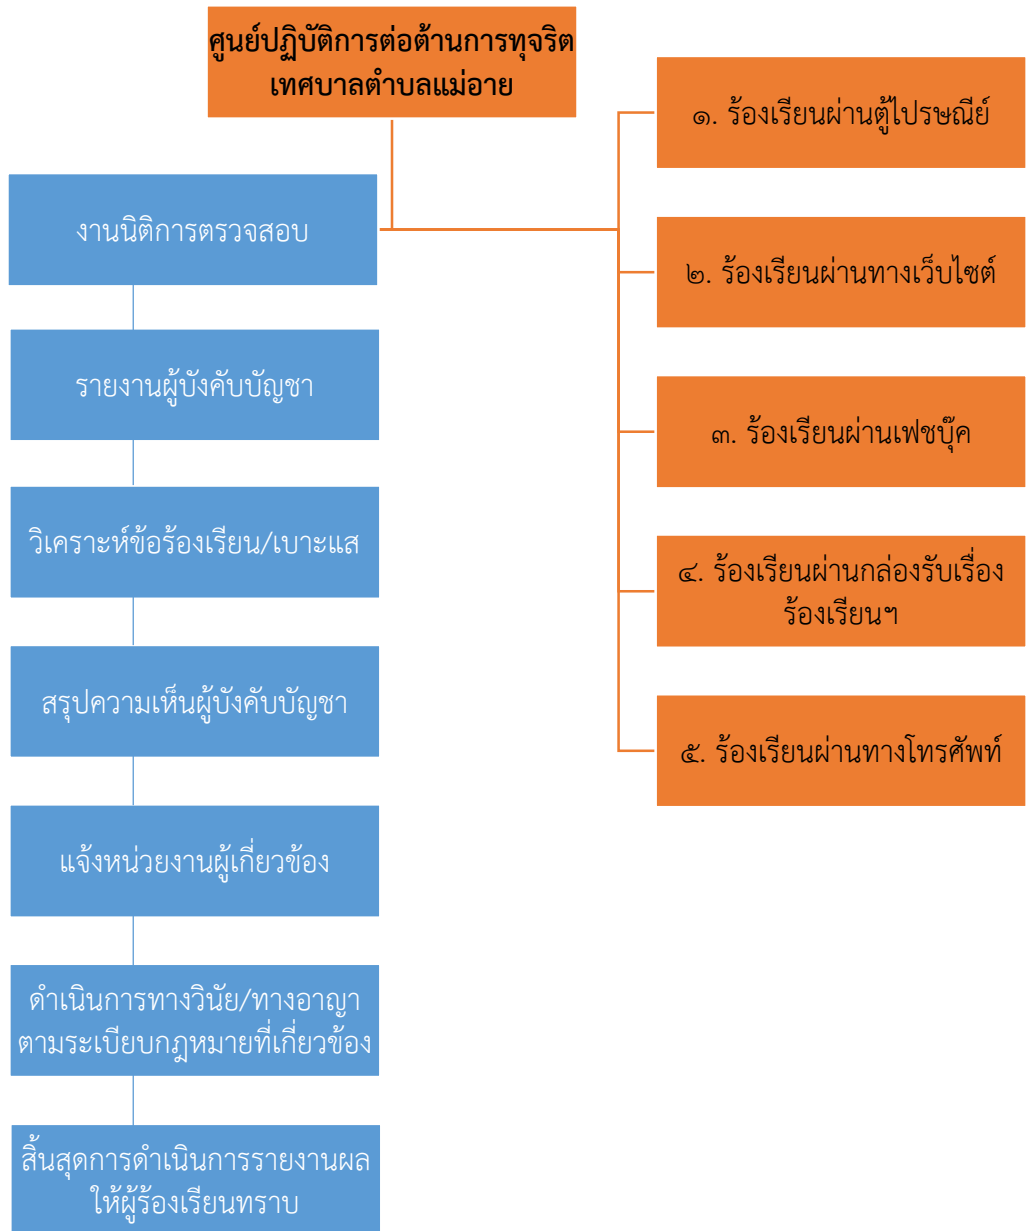 ศูนย์ปฏิบัติการต่อต้านการทุจริต
เทศบาลตำบลแม่อาย
๑. ร้องเรียนผ่านตู้ไปรษณีย์
๒. ร้องเรียนผ่านทางเว็บไซต์
๓. ร้องเรียนผ่านเฟชบุ๊ค
๔. ร้องเรียนผ่านกล่องรับเรื่อง
ร้องเรียนฯ
๕. ร้องเรียนผ่านทางโทรศัพท์
งานนิติการตรวจสอบ
รายงานผู้บังคับบัญชา
วิเคราะห์ข้อร้องเรียน/เบาะแส
สรุปความเห็นผู้บังคับบัญชา
แจ้งหน่วยงานผู้เกี่ยวข้อง
ดำเนินการทางวินัย/ทางอาญา
ตามระเบียบกฎหมายที่เกี่ยวข้อง
สิ้นสุดการดำเนินการรายงานผล
ให้ผู้ร้องเรียนทราบ